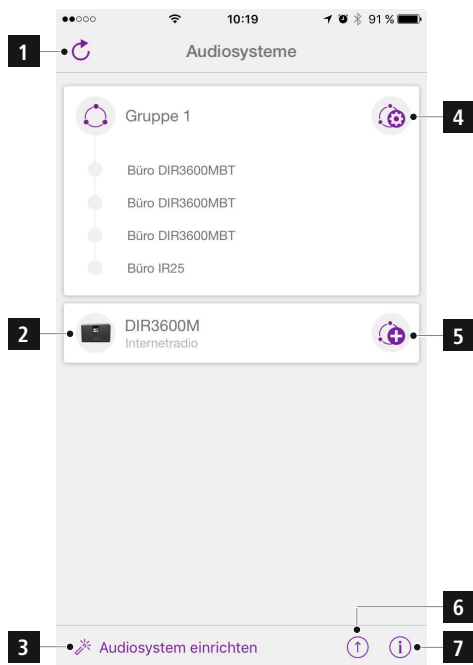 10:19
91 %
1
Audiosysteme
Gruppe 1
4
Büro DIR3600MBT
Büro DIR3600MBT
Büro DIR3600MBT
Büro IR25
2
DIR3600M
Internetradio
5
6
3
Audiosystem einrichten
7